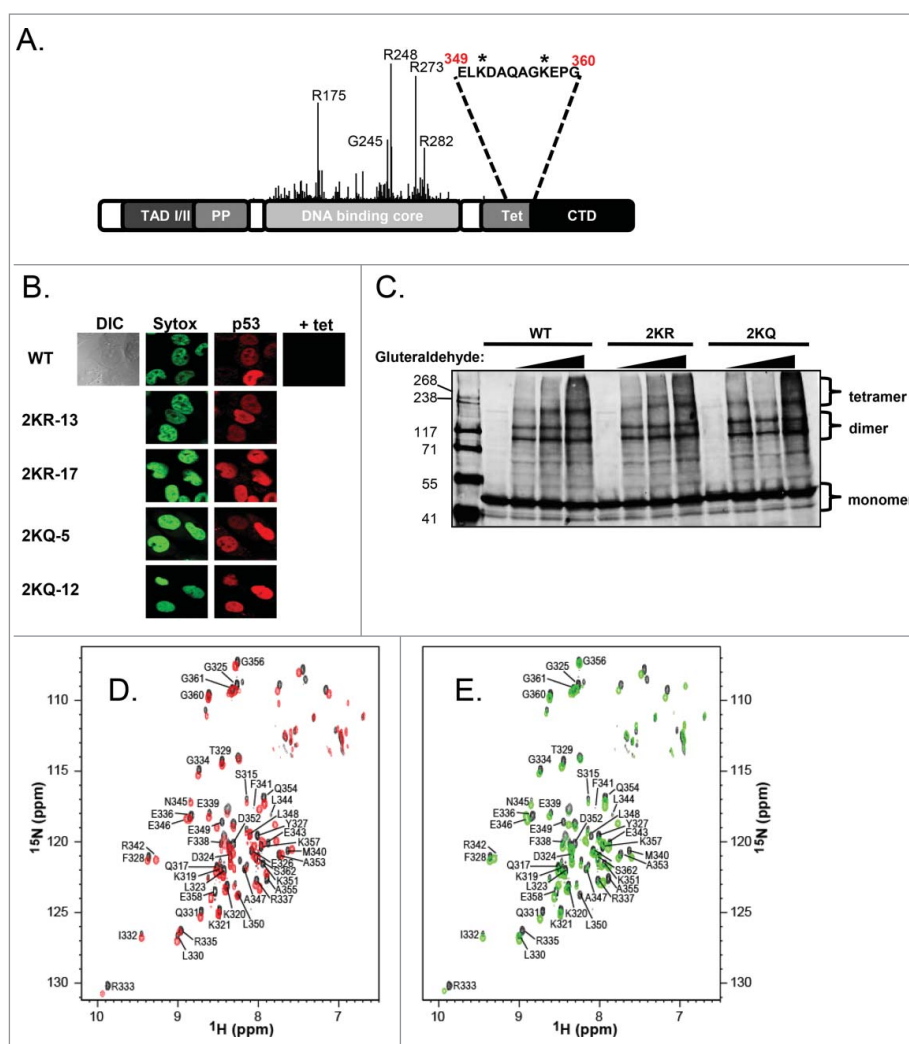 A.
R248
R273
R175
G245
R282
349
360
* *
ELKDAQAGKEPG
TAD I/II
PP
DNA binding core
Tet
CTD
B.
DIC
Sytox
p53
+ tet
WT
2KR-13
2KR-17
2KQ-5
2KQ-12
C.
WT
2KR
2KQ
Gluteraldehyde:
268
238
117
71
55
41
tetramer
dimer
monomer
D.
G356
G325
G361
G360
T329
G334
S315
F341
Q354
N345
E339
L344
E336
D352
L348
E346
E349
Y327
R342
F338
E343
K357
F328
D324
M340
Q317
E326
A353
K319
S362
L323
K351
E358
A355
A347
R337
Q331
K320
L350
K321
I332
R335
L330
R333
110
115
120
125
130
15N (ppm)
10 9 8 7
1H (ppm)
E.
G356
G325
G361
G360
T329
G334
S315
F341
Q354
N345
E339
L344
E336
D352
L348
E346
E349
Y327
R342
F338
E343
K357
F328
D324
M340
Q317
S362
A353
K319
K351
L323
A355
E358
A347
R337
Q331
K320
L350
K321
I332
R335
L330
R333
110
115
120
125
130
15N (ppm)
10 9 8 7
1H (ppm)